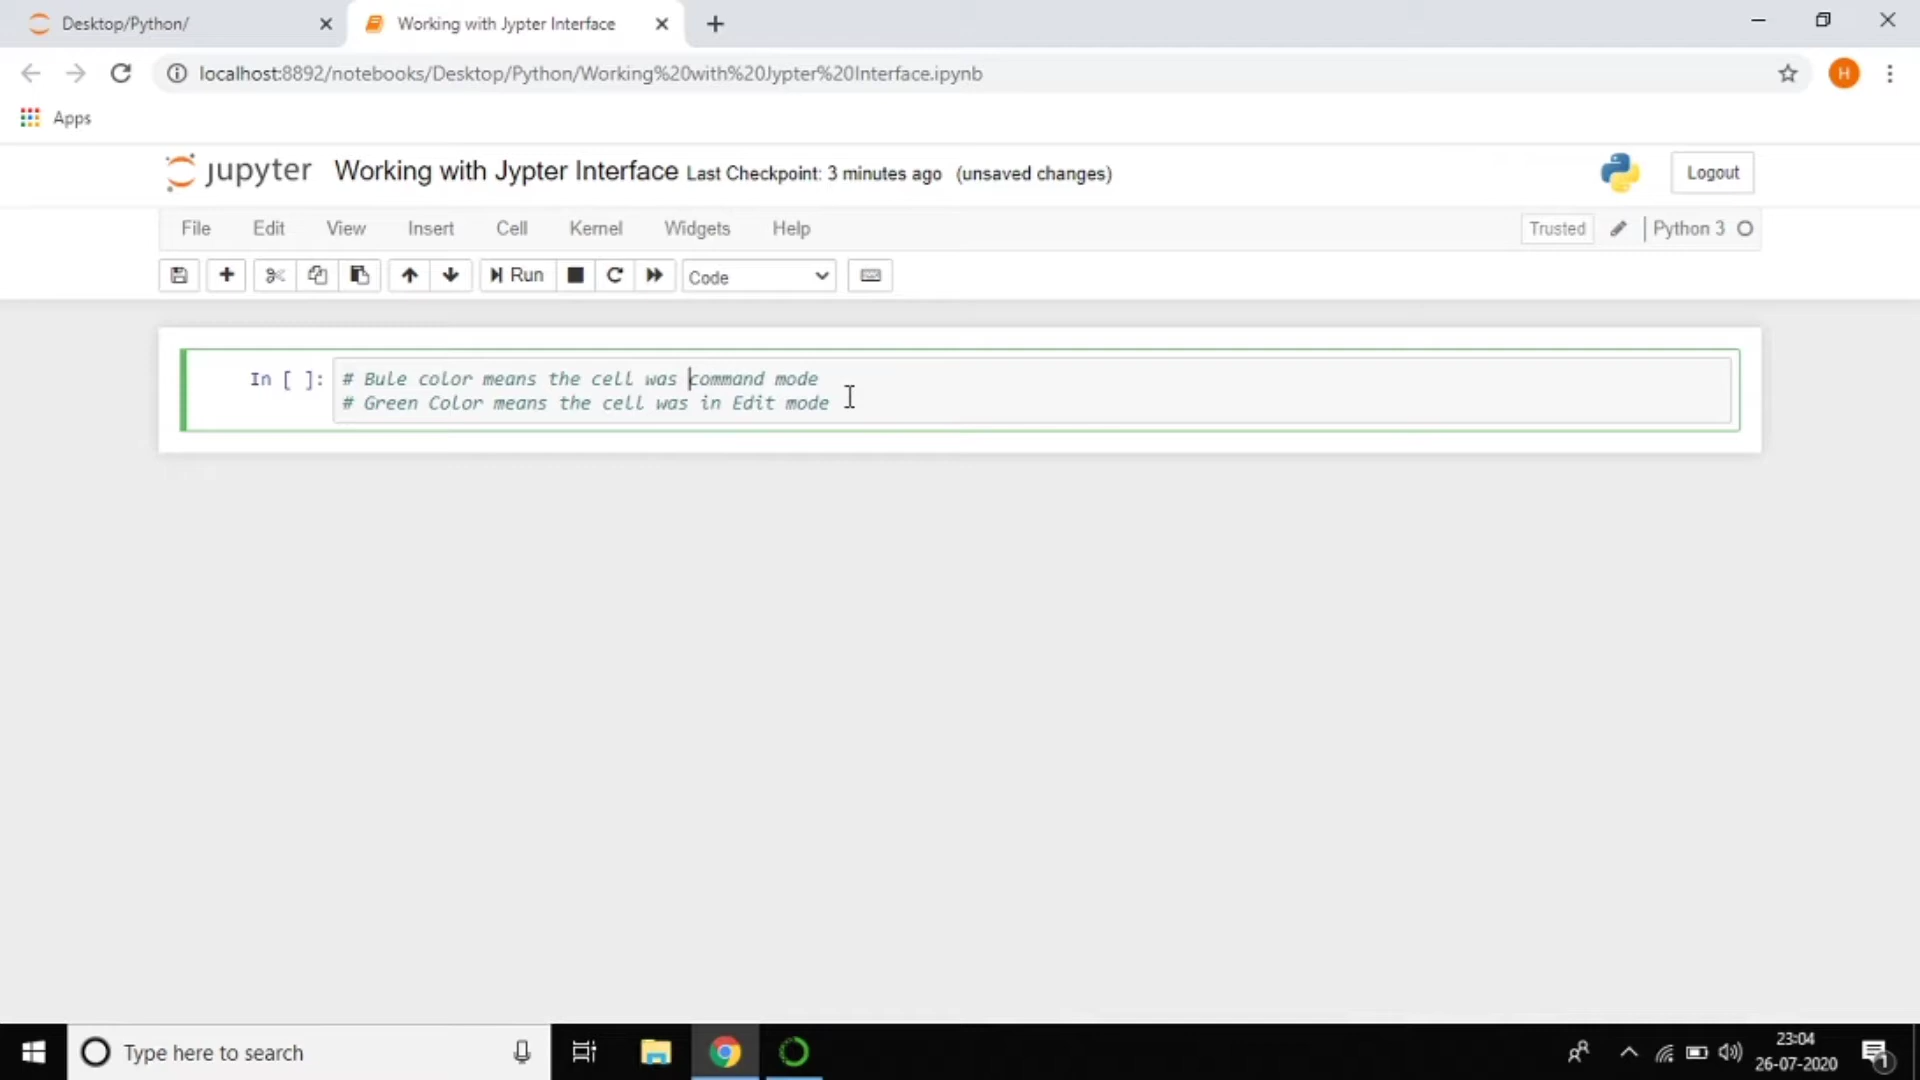 Desktop/Python/
Working with Jypter Interface
localhost:8892/notebooks/Desktop/Python/Working%20with%20Jypter%20Interface.ipynb
H
Apps
jupyter Working with Jypter Interface Last Checkpoint: 3 minutes ago (unsaved changes)
Logout
File Edit View Insert Cell Kernel Widgets Help
Trusted Python 3
Run Code
In [ ]: # Bule color means the cell was command mode
# Green Color means the cell was in Edit mode
Type here to search
23:04
26-07-2020
1